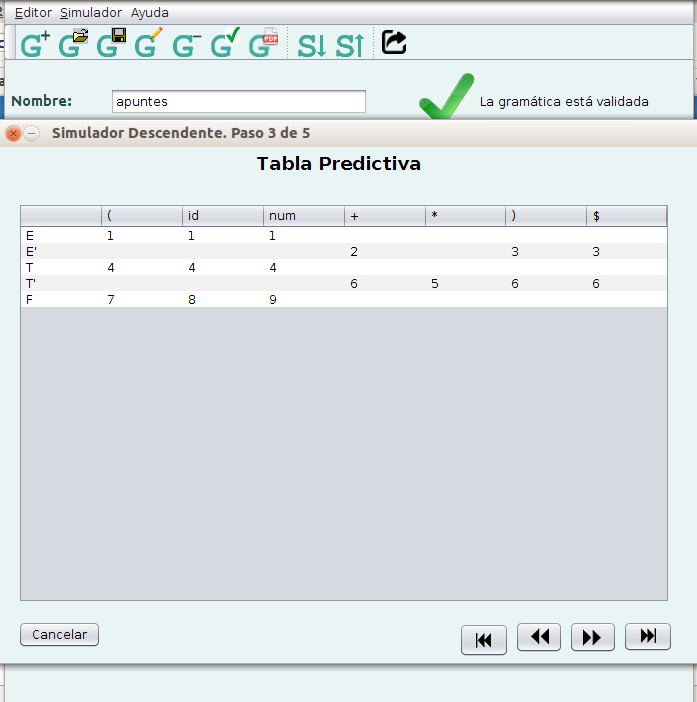 Editor Simulador Ayuda
G+ G G G G- G G PDF S↓ S↑
Nombre: apuntes La gramática está validada
Simulador Descendente. Paso 3 de 5
Tabla Predictiva
( id num + * ) $
E 1 1 1
E' 2 3 3
T 4 4 4
T' 6 5 6 6
F 7 8 9
Cancelar